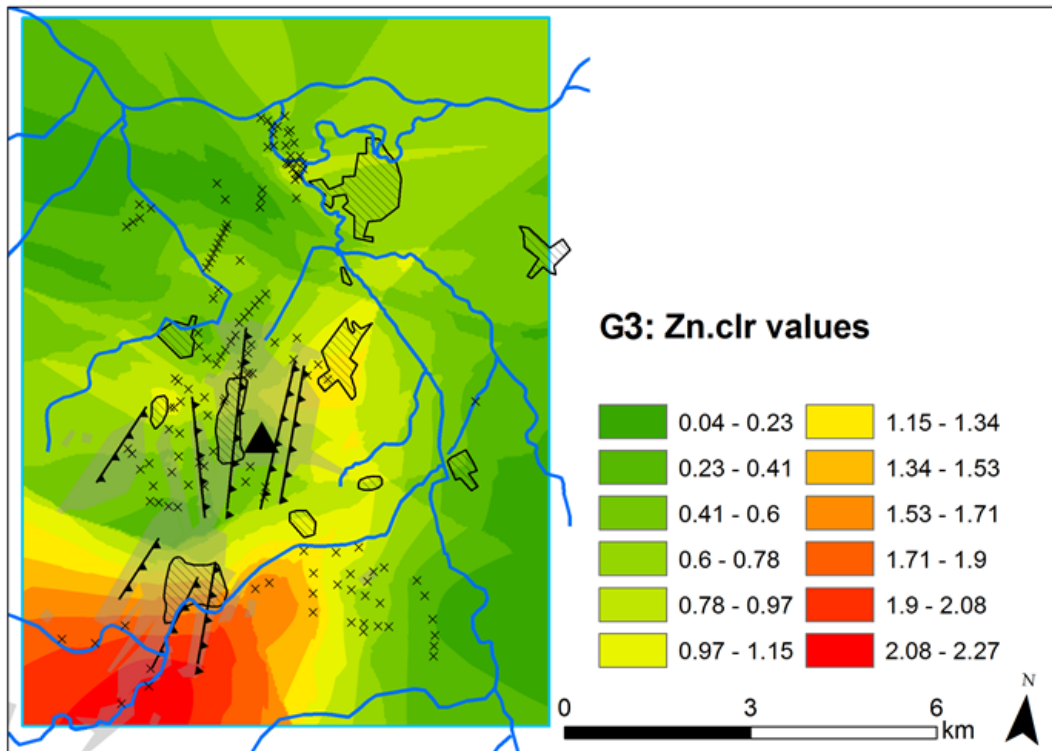 G3: Zn.clr values
0.04 - 0.23
0.23 - 0.41
0.41 - 0.6
0.6 - 0.78
0.78 - 0.97
0.97 - 1.15
1.15 - 1.34
1.34 - 1.53
1.53 - 1.71
1.71 - 1.9
1.9 - 2.08
2.08 - 2.27
N
0 3 6
km